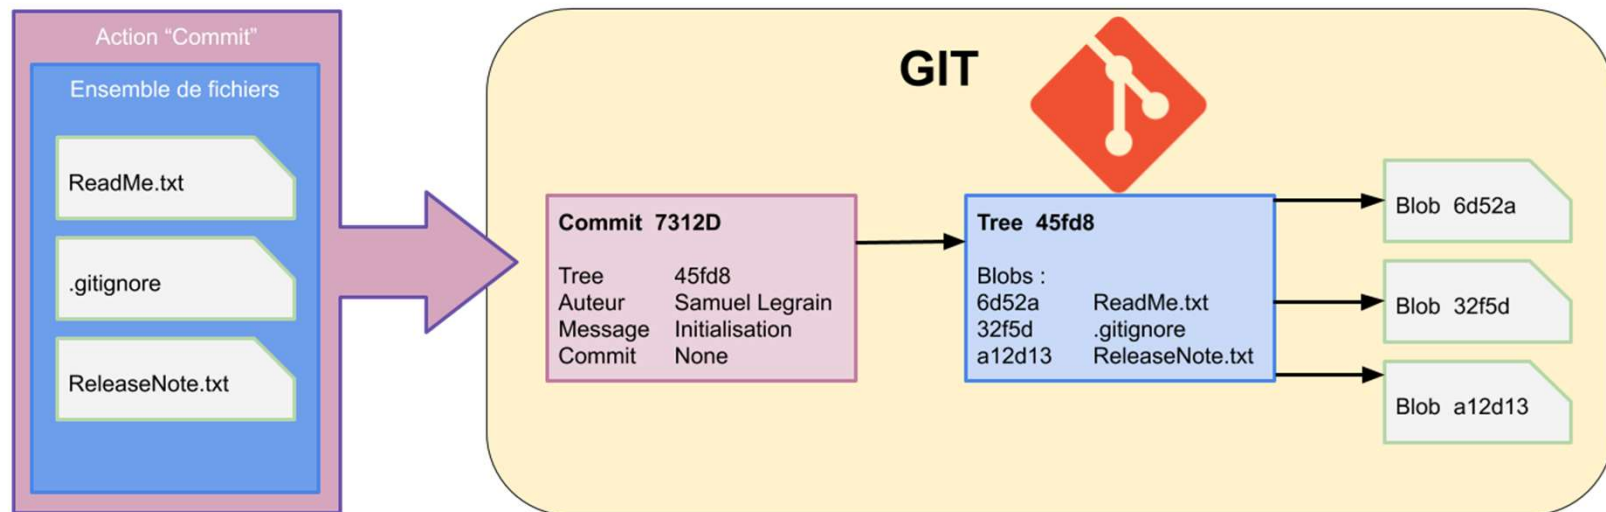 Action “Commit”
Ensemble de fichiers
ReadMe.txt
.gitignore
ReleaseNote.txt
GIT
Commit 7312D
Tree 45fd8
Auteur Samuel Legrain
Message Initialisation
Commit None
Tree 45fd8
Blobs :
6d52a ReadMe.txt
32f5d .gitignore
a12d13 ReleaseNote.txt
Blob 6d52a
Blob 32f5d
Blob a12d13